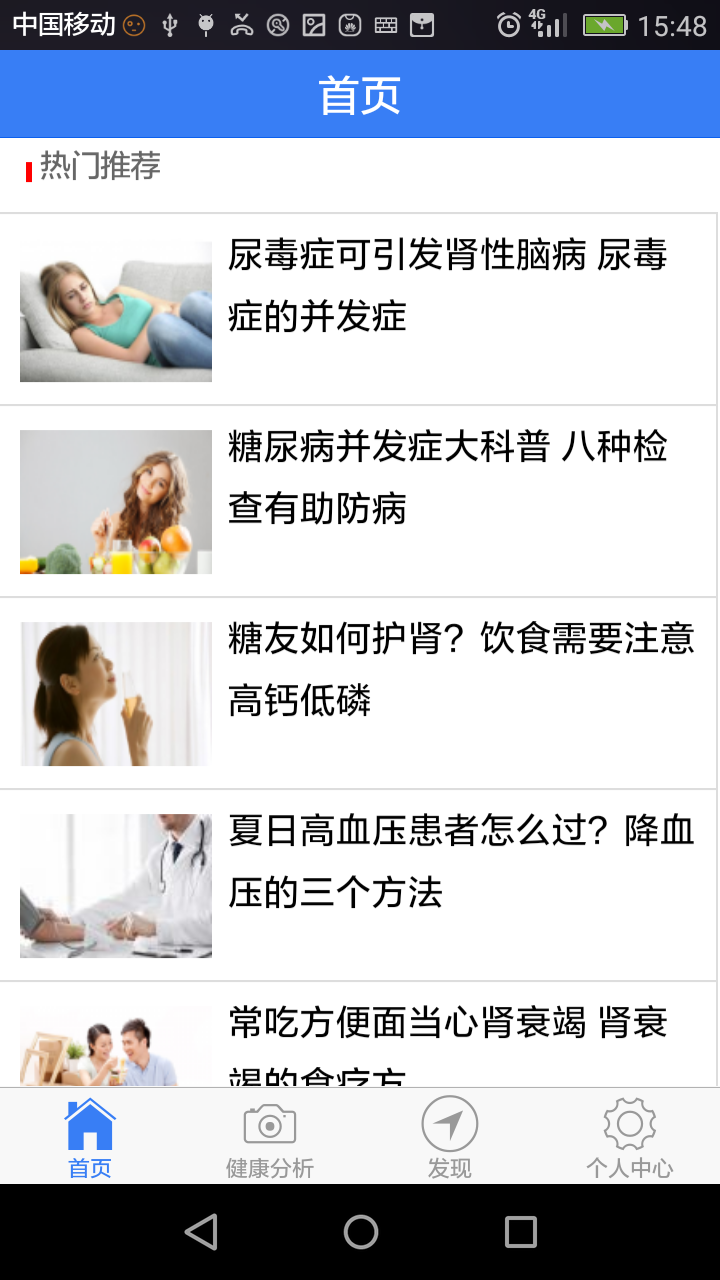 中国移动 4G 15:48
首页
热门推荐
尿毒症可引发肾性脑病 尿毒
症的并发症
糖尿病并发症大科普 八种检
查有助防病
糖友如何护肾？饮食需要注意
高钙低磷
夏日高血压患者怎么过？降血
压的三个方法
常吃方便面当心肾衰竭 肾衰
竭的食疗方
首页 健康分析 发现 个人中心